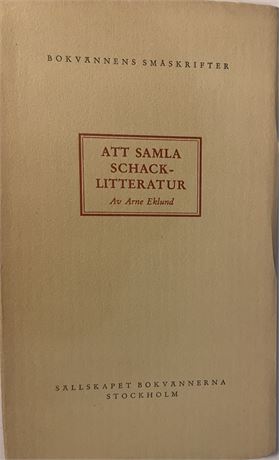 BOKVÄNNENS SMÅSKRIFTER
ATT SAMLA
SCHACK-
LITTERATUR
Av Arne Eklund
SÄLLSKAPET BOKVÄNNERNA
STOCKHOLM